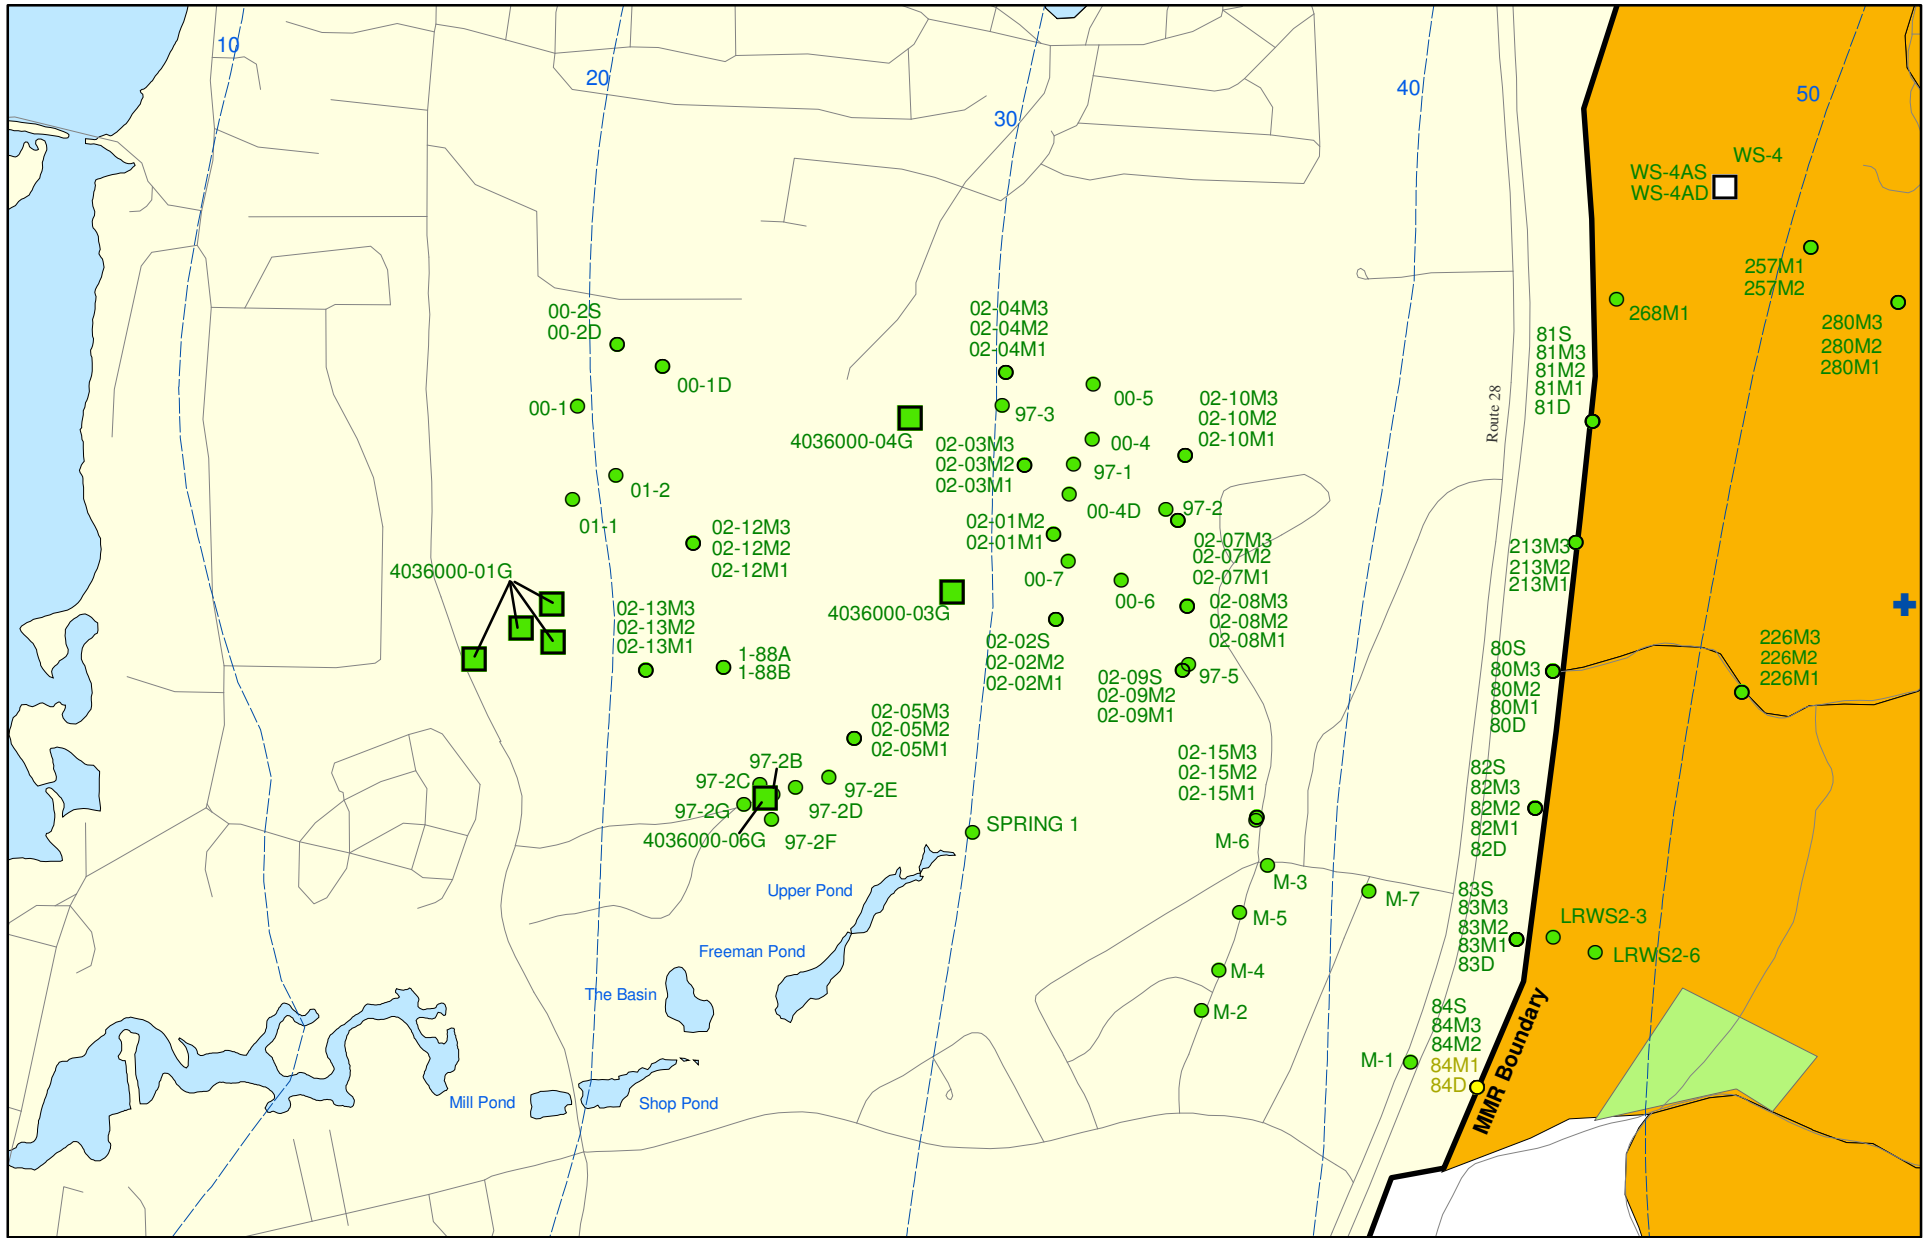 10
20
30
40
50
WS-4
WS-4AS
WS-4AD
257M1
257M2
268M1
280M3
280M2
280M1
00-2S
00-2D
00-1D
00-1
01-2
01-1
02-04M3
02-04M2
02-04M1
97-3
00-5
4036000-04G
02-03M3
02-03M2
02-03M1
00-4
97-1
02-10M3
02-10M2
02-10M1
00-4D
97-2
02-01M2
02-01M1
00-7
00-6
02-07M3
02-07M2
02-07M1
Route 28
81S
81M3
81M2
81M1
81D
213M3
213M2
213M1
02-12M3
02-12M2
02-12M1
4036000-01G
02-13M3
02-13M2
02-13M1
1-88A
1-88B
4036000-03G
02-02S
02-02M2
02-02M1
02-08M3
02-08M2
02-08M1
02-09S
02-09M2
02-09M1
97-5
80S
80M3
80M2
80M1
80D
226M3
226M2
226M1
02-05M3
02-05M2
02-05M1
97-2B
97-2C
97-2G
97-2E
97-2D
97-2F
4036000-06G
SPRING 1
02-15M3
02-15M2
02-15M1
M-6
M-3
M-7
M-5
M-4
M-2
M-1
82S
82M3
82M2
82M1
82D
83S
83M3
83M2
83M1
83D
LRWS2-3
LRWS2-6
84S
84M3
84M2
84M1
84D
MMR Boundary
Upper Pond
Freeman Pond
The Basin
Mill Pond
Shop Pond